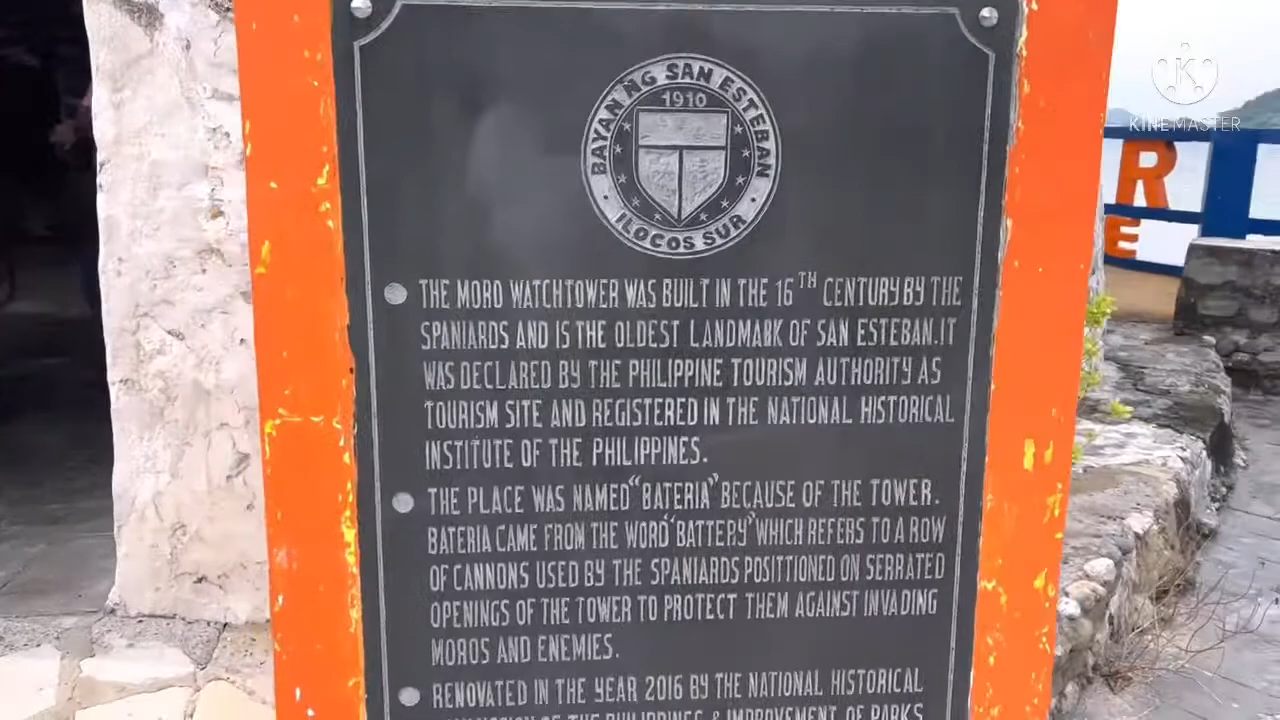 BAYAN NG SAN ESTEBAN
1910
ILOCOS SUR
KINEMASTER
R
E
THE MORO WATCHTOWER WAS BUILT IN THE 16TH CENTURY BY THE
SPANIARDS AND IS THE OLDEST LANDMARK OF SAN ESTEBAN.IT
WAS DECLARED BY THE PHILIPPINE TOURISM AUTHORITY AS
TOURISM SITE AND REGISTERED IN THE NATIONAL HISTORICAL
INSTITUTE OF THE PHILIPPINES.
THE PLACE WAS NAMED "BATERIA" BECAUSE OF THE TOWER.
BATERIA CAME FROM THE WORD "BATTERY" WHICH REFERS TO A ROW
OF CANNONS USED BY THE SPANIARDS POSITIONED ON SERRATED
OPENINGS OF THE TOWER TO PROTECT THEM AGAINST INVADING
MOROS AND ENEMIES.
RENOVATED IN THE YEAR 2016 BY THE NATIONAL HISTORICAL
OF THE PHILIPPINES & IMPROVEMENT OF PARKS